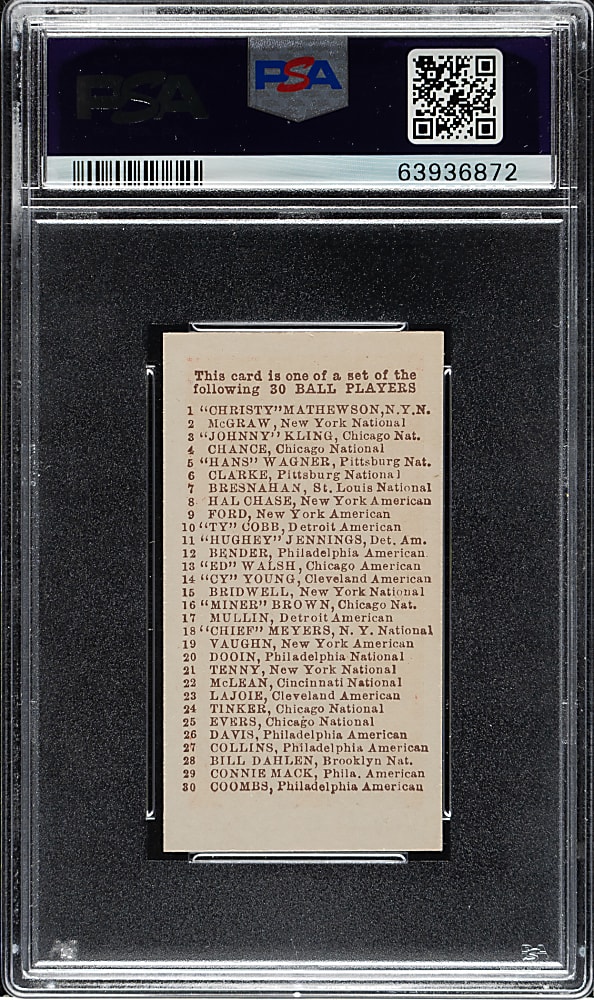 PSA
PSA
63936872
This card is one of a set of the
following 30 BALL PLAYERS
1 "CHRISTY" MATHEWSON, N.Y.N.
2 McGRAW, New York National
3 "JOHNNY" KLING, Chicago Nat.
4 CHANCE, Chicago National
5 "HANS" WAGNER, Pittsburg Nat.
6 CLARKE, Pittsburg National
7 BRESNAHAN, St. Louis National
8 HAL CHASE, New York American
9 FORD, New York American
10 "TY" COBB, Detroit American
11 "HUGHEY" JENNINGS, Det. Am.
12 BENDER, Philadelphia American
13 "ED" WALSH, Chicago American
14 "CY" YOUNG, Cleveland American
15 BRIDWELL, New York National
16 "MINER" BROWN, Chicago Nat.
17 MULLIN, Detroit American
18 "CHIEF" MEYERS, N. Y. National
19 VAUGHN, New York American
20 DOOIN, Philadelphia National
21 TENNY, New York National
22 McLEAN, Cincinnati National
23 LAJOIE, Cleveland American
24 TINKER, Chicago National
25 EVERS, Chicago National
26 DAVIS, Philadelphia American
27 COLLINS, Philadelphia American
28 BILL DAHLEN, Brooklyn Nat.
29 CONNIE MACK, Phila. American
30 COOMBS, Philadelphia American
PSA